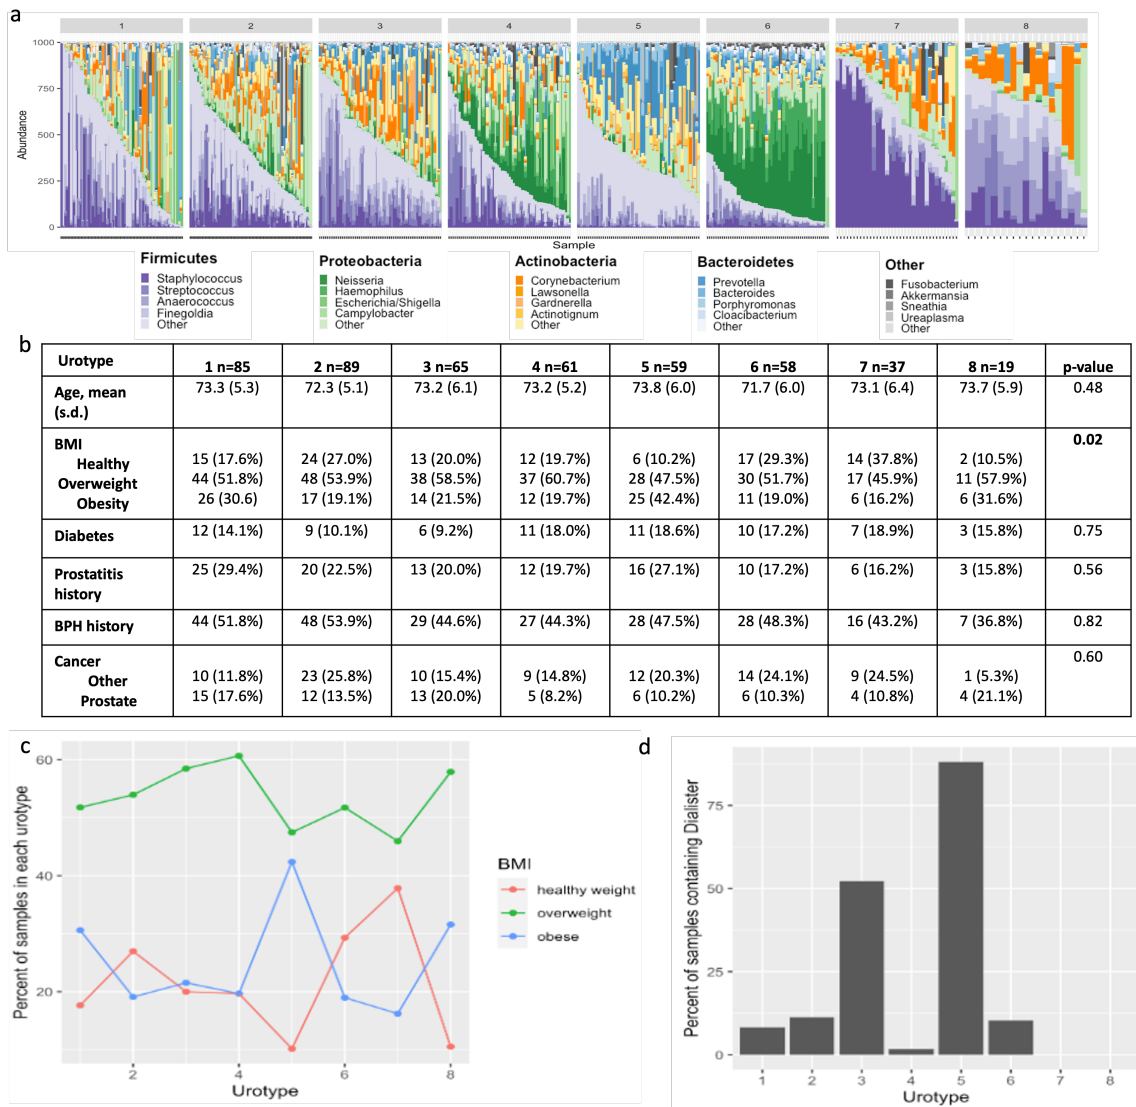 a
1 2 3 4 5 6 7 8
1000
750
500
250
0
Abundance
Sample
Firmicutes
Staphylococcus
Streptococcus
Anaerococcus
Finegoldia
Other
Proteobacteria
Neisseria
Haemophilus
Escherichia/Shigella
Campylobacter
Other
Actinobacteria
Corynebacterium
Lawsonella
Gardnerella
Actinotignum
Other
Bacteroidetes
Prevotella
Bacteroides
Porphyromonas
Cloacibacterium
Other
Other
Fusobacterium
Akkermansia
Sneathia
Ureaplasma
Other
b
Urotype 1 n=85 2 n=89 3 n=65 4 n=61 5 n=59 6 n=58 7 n=37 8 n=19 p-value
Age, mean 73.3 (5.3) 72.3 (5.1) 73.2 (6.1) 73.2 (5.2) 73.8 (6.0) 71.7 (6.0) 73.1 (6.4) 73.7 (5.9) 0.48
(s.d.)
BMI 0.02
Healthy 15 (17.6%) 24 (27.0%) 13 (20.0%) 12 (19.7%) 6 (10.2%) 17 (29.3%) 14 (37.8%) 2 (10.5%)
Overweight 44 (51.8%) 48 (53.9%) 38 (58.5%) 37 (60.7%) 28 (47.5%) 30 (51.7%) 17 (45.9%) 11 (57.9%)
Obesity 26 (30.6) 17 (19.1%) 14 (21.5%) 12 (19.7%) 25 (42.4%) 11 (19.0%) 6 (16.2%) 6 (31.6%)
Diabetes 12 (14.1%) 9 (10.1%) 6 (9.2%) 11 (18.0%) 11 (18.6%) 10 (17.2%) 7 (18.9%) 3 (15.8%) 0.75
Prostatitis 25 (29.4%) 20 (22.5%) 13 (20.0%) 12 (19.7%) 16 (27.1%) 10 (17.2%) 6 (16.2%) 3 (15.8%) 0.56
history
BPH history 44 (51.8%) 48 (53.9%) 29 (44.6%) 27 (44.3%) 28 (47.5%) 28 (48.3%) 16 (43.2%) 7 (36.8%) 0.82
Cancer 0.60
Other 10 (11.8%) 23 (25.8%) 10 (15.4%) 9 (14.8%) 12 (20.3%) 14 (24.1%) 9 (24.5%) 1 (5.3%)
Prostate 15 (17.6%) 12 (13.5%) 13 (20.0%) 5 (8.2%) 6 (10.2%) 6 (10.3%) 4 (10.8%) 4 (21.1%)
c
60
40
20
Percent of samples in each urotype
2 4 6 8
Urotype
BMI
healthy weight
overweight
obese
d
75
50
25
0
Percent of samples containing Dialister
1 2 3 4 5 6 7 8
Urotype